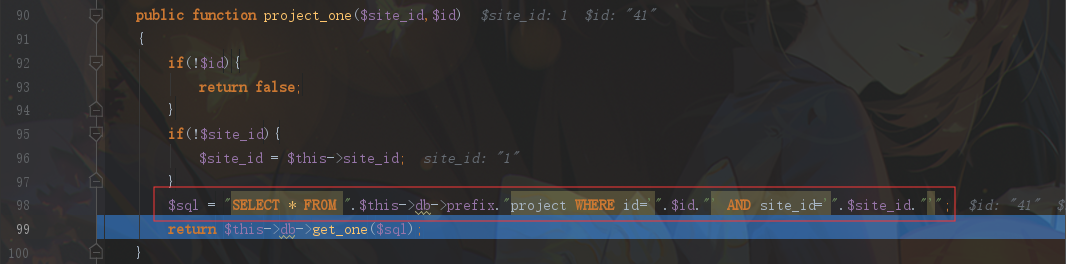 90 public function project_one($site_id,$id) $site_id: 1 $id: "41"
91 {
92 if(!$id){
93 return false;
94 }
95 if(!$site_id){
96 $site_id = $this->site_id; site_id: "1"
97 }
98 $sql = "SELECT * FROM ".$this->db->prefix."project WHERE id='".$id."' AND site_id='".$site_id."'"; $id: "41" $
99 return $this->db->get_one($sql);
100 }